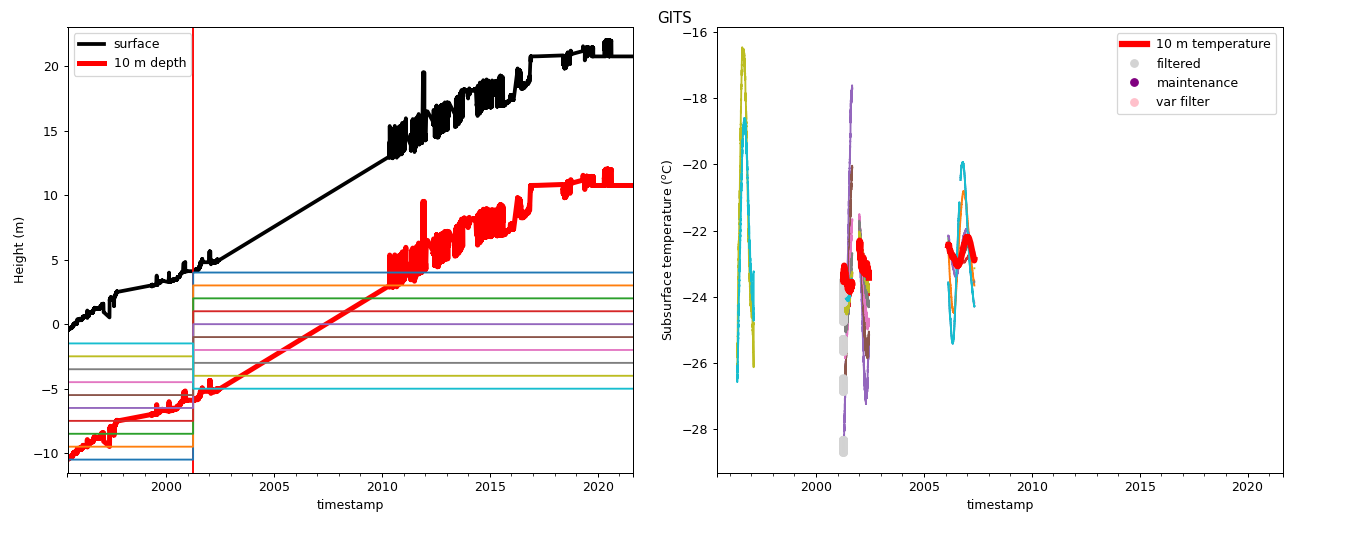 GITS
surface
10 m depth
Height (m)
20
15
10
5
0
−5
−10
2000
2005
2010
2015
2020
timestamp
10 m temperature
filtered
maintenance
var filter
Subsurface temperature (°C)
−16
−18
−20
−22
−24
−26
−28
2000
2005
2010
2015
2020
timestamp